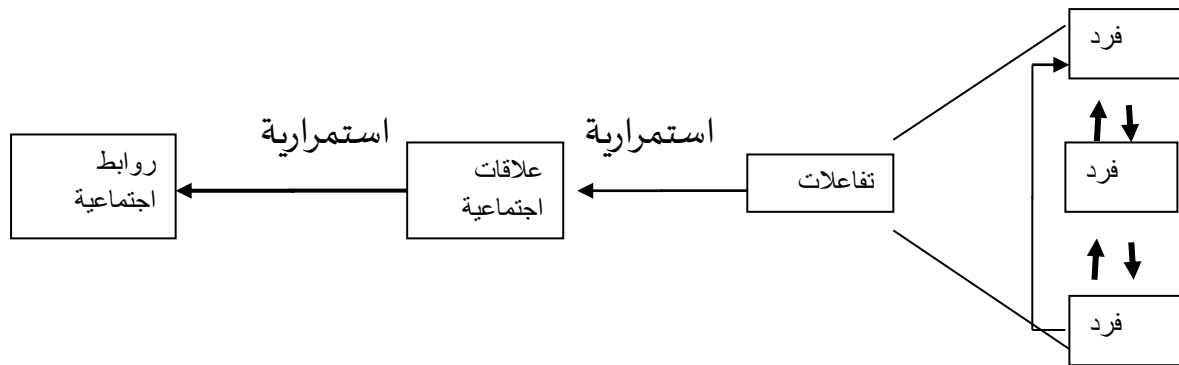 فرد
فرد
فرد
تفاعلات
استمرارية
علاقات
اجتماعية
استمرارية
روابط
اجتماعية